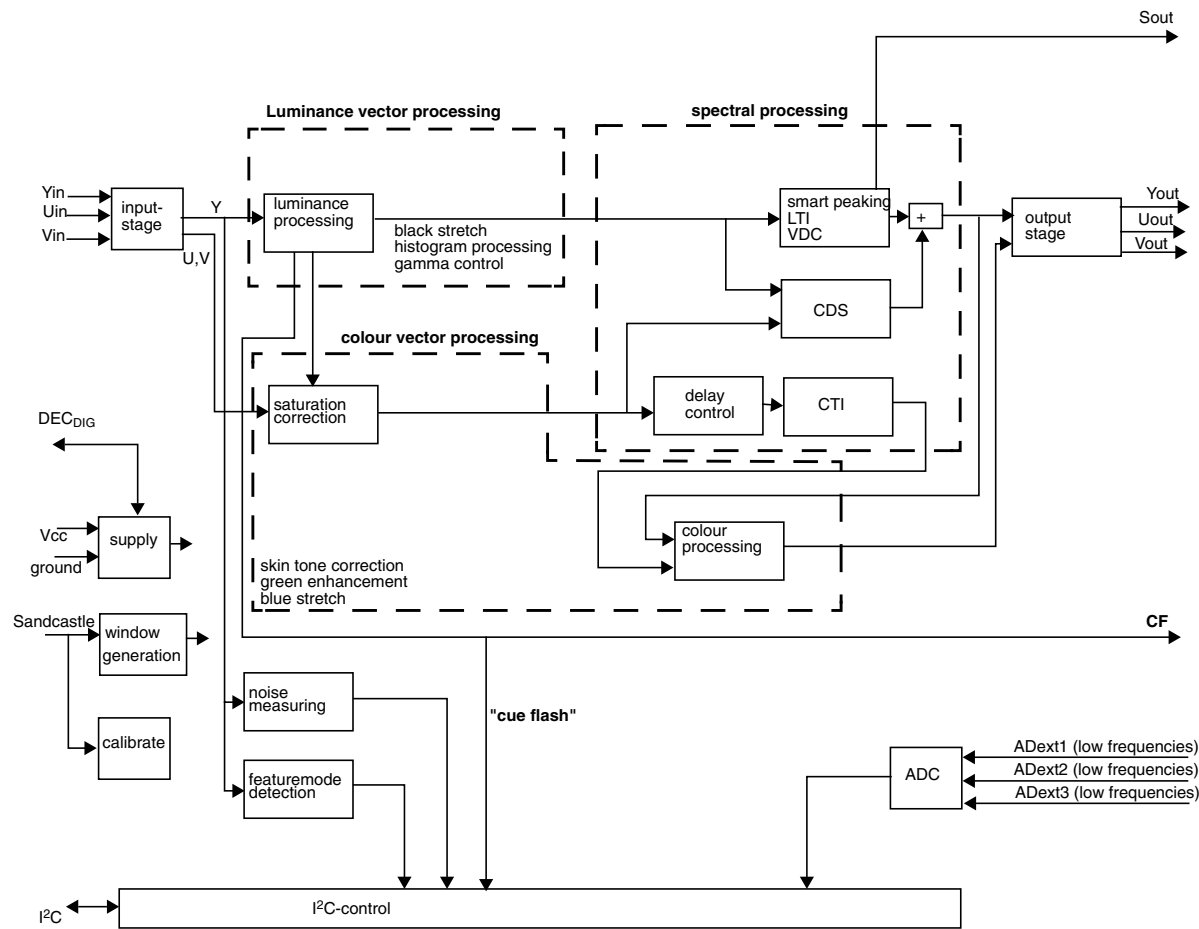 Sout
Luminance vector processing
spectral processing
Yin
Uin
Vin
input-
stage
Y
U,V
luminance
processing
black stretch
histogram processing
gamma control
smart peaking
LTI
VDC
+
output
stage
Yout
Uout
Vout
CDS
colour vector processing
saturation
correction
delay
control
CTI
DECDIG
Vcc
ground
supply
colour
processing
skin tone correction
green enhancement
blue stretch
Sandcastle
window
generation
CF
noise
measuring
"cue flash"
calibrate
featuremode
detection
ADC
ADext1 (low frequencies)
ADext2 (low frequencies)
ADext3 (low frequencies)
I²C
I²C-control